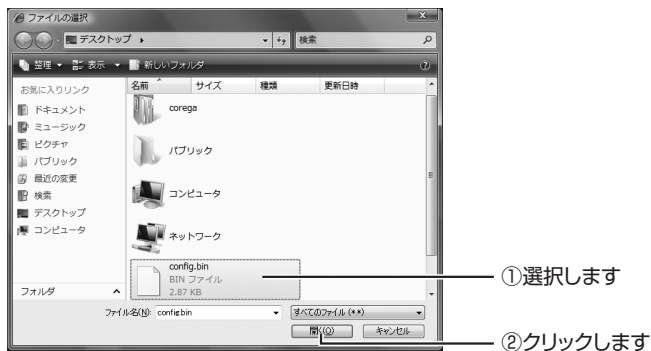 ファイルの選択
デスクトップ
検索
整理 表示 新しいフォルダ
お気に入りリンク
ドキュメント
ミュージック
ピクチャ
パブリック
最近の変更
検索
デスクトップ
コンピュータ
フォルダ
名前 サイズ 種類 更新日時
corega
パブリック
コンピュータ
ネットワーク
config.bin
BIN ファイル
2.87 KB
ファイル名(N): config.bin
すべてのファイル (*.*)
開く(O) キャンセル
①選択します
②クリックします